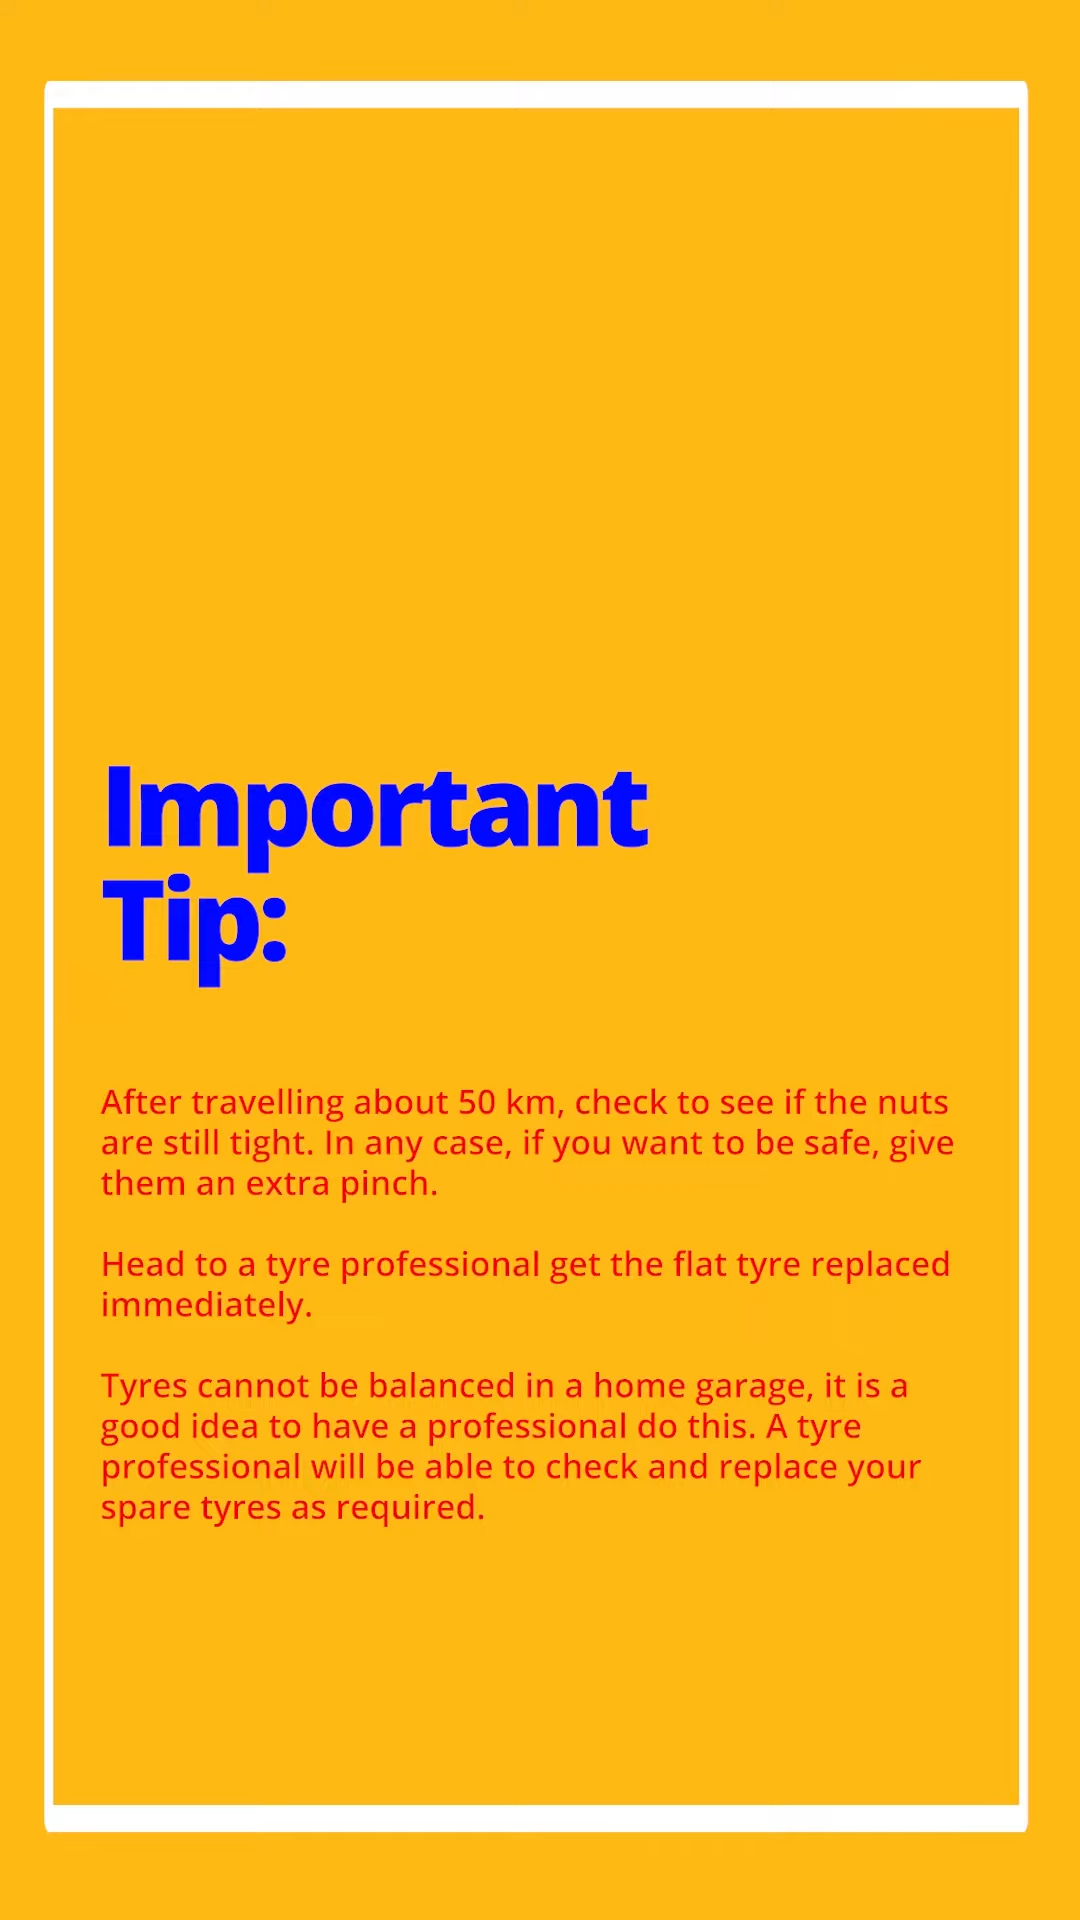 Important
Tip:
After travelling about 50 km, check to see if the nuts
are still tight. In any case, if you want to be safe, give
them an extra pinch.
Head to a tyre professional get the flat tyre replaced
immediately.
Tyres cannot be balanced in a home garage, it is a
good idea to have a professional do this. A tyre
professional will be able to check and replace your
spare tyres as required.